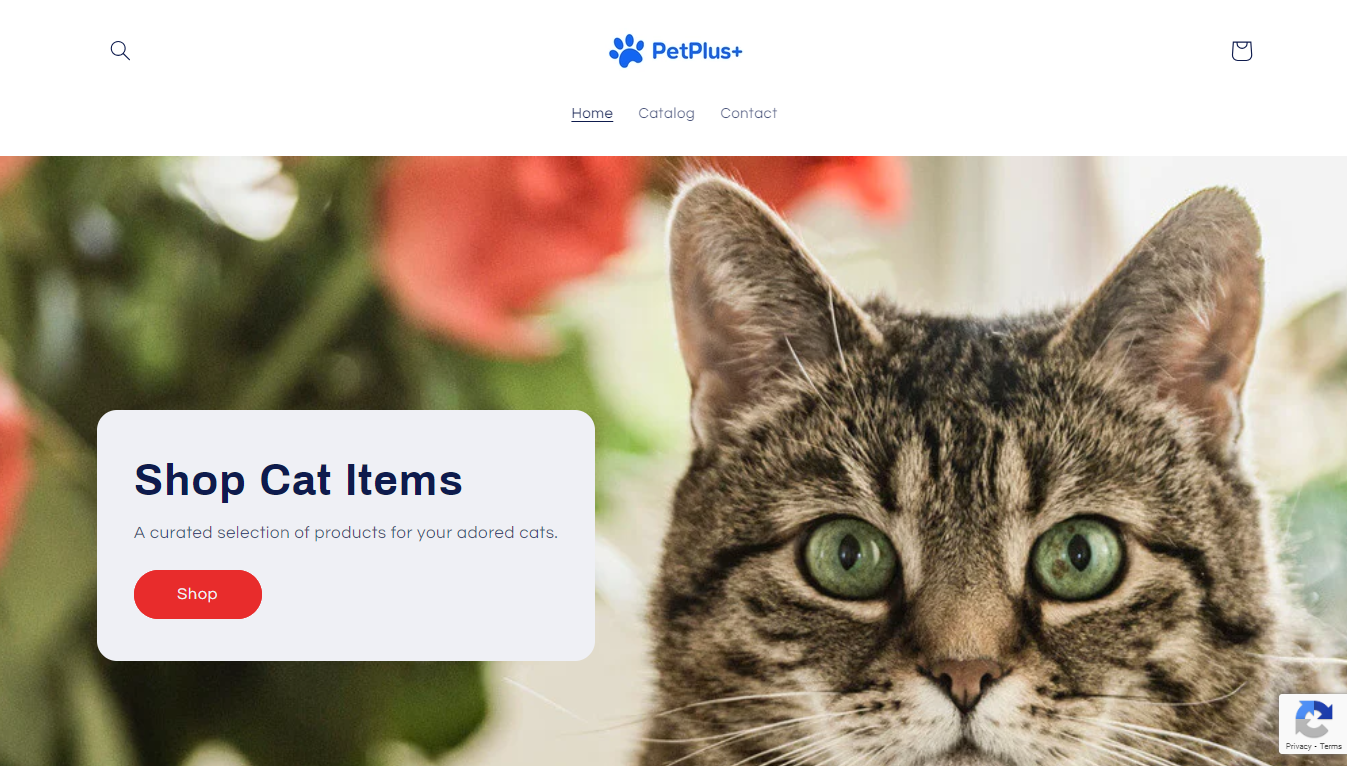 PetPlus+
Home Catalog Contact
Shop Cat Items
A curated selection of products for your adored cats.
Shop
Privacy - Terms